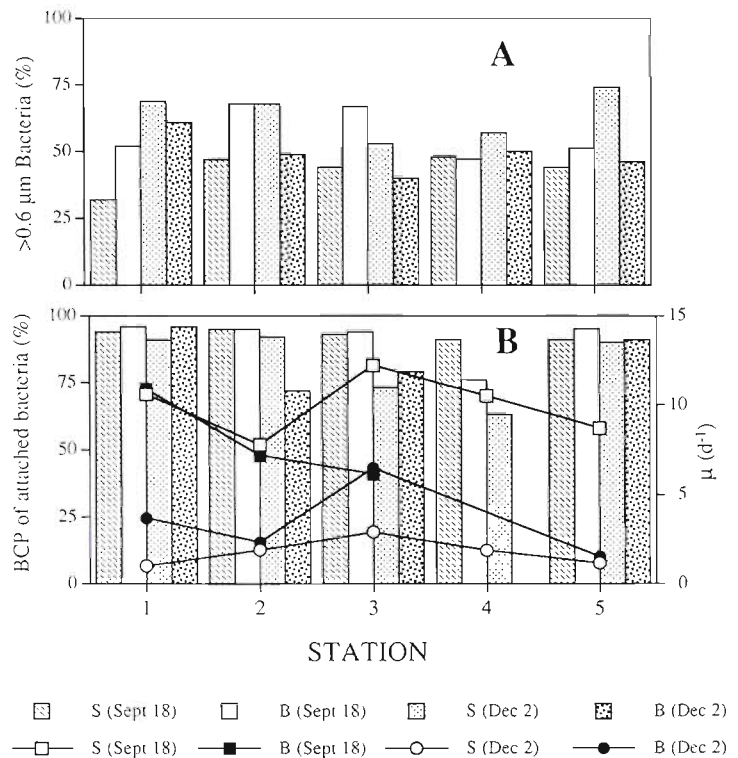 100
75
50
25
0
>0.6 μm Bacteria (%)
A
100
75
50
25
0
BCP of attached bacteria (%)
B
15
10
5
0
μ (d⁻¹)
1 2 3 4 5
STATION
S (Sept 18) B (Sept 18) S (Dec 2) B (Dec 2)
S (Sept 18) B (Sept 18) S (Dec 2) B (Dec 2)